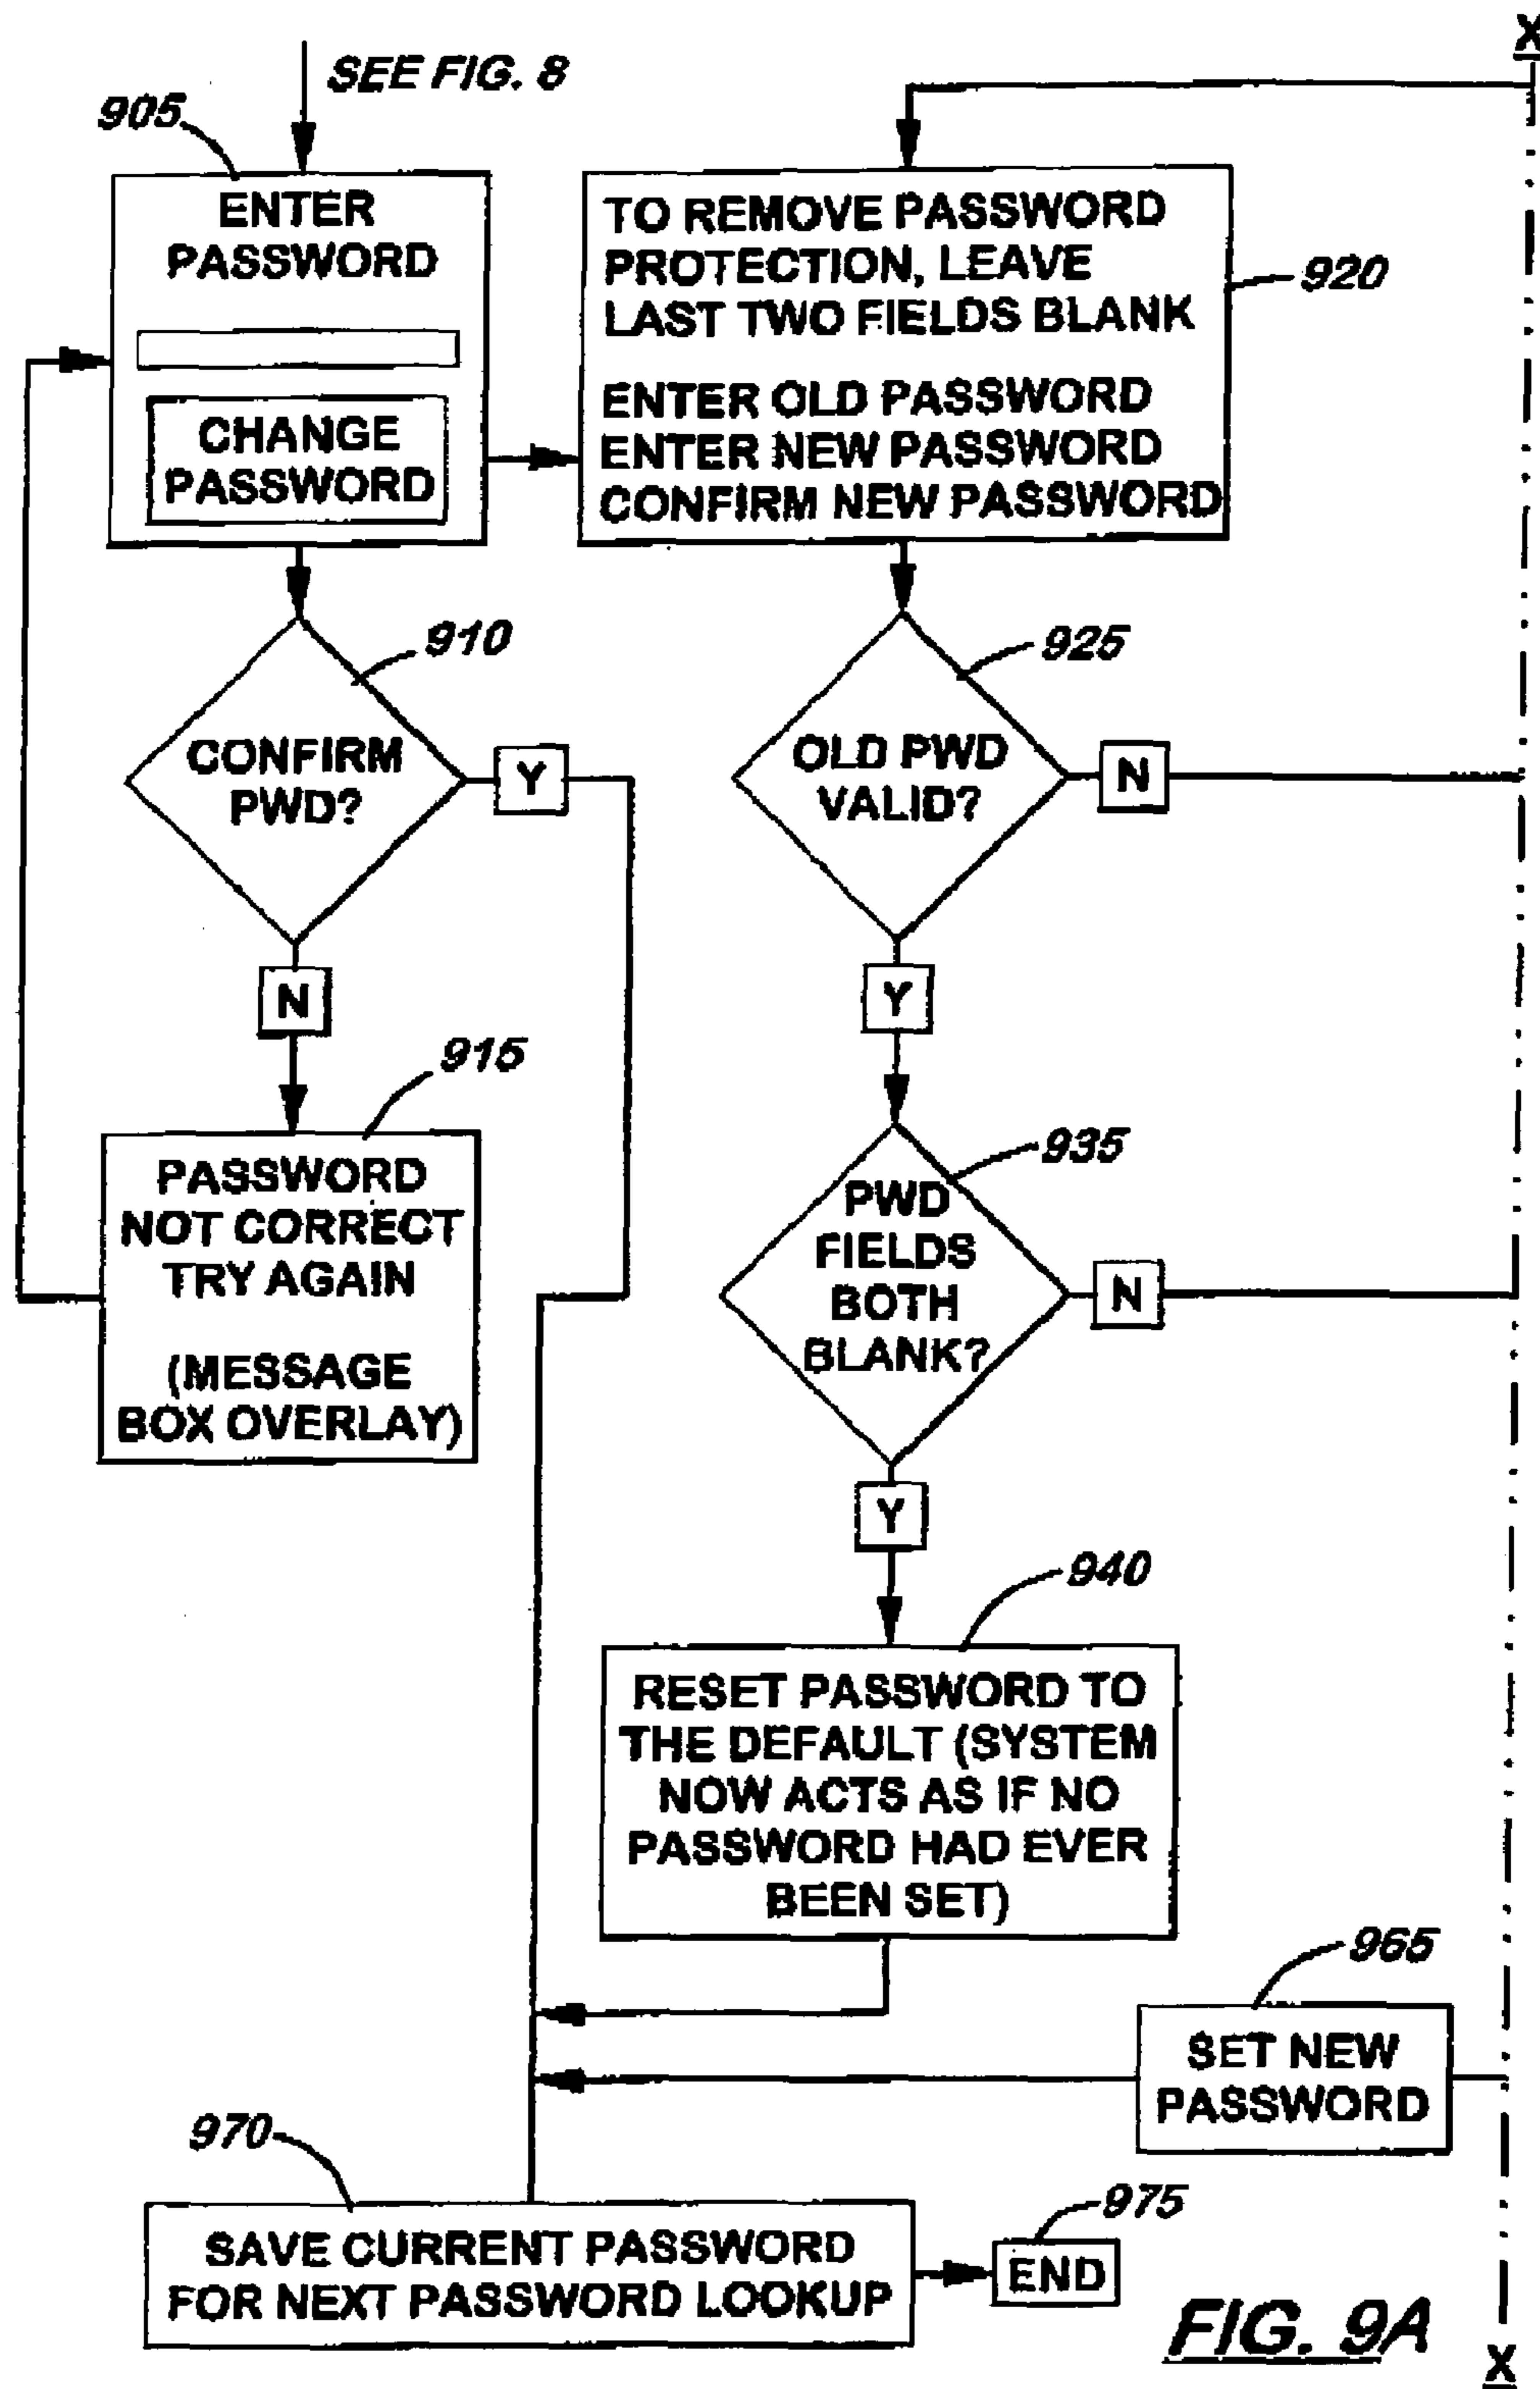 X
SEE FIG. 8
905
ENTER
PASSWORD
CHANGE
PASSWORD
TO REMOVE PASSWORD
PROTECTION, LEAVE
LAST TWO FIELDS BLANK
ENTER OLD PASSWORD
ENTER NEW PASSWORD
CONFIRM NEW PASSWORD
920
910
CONFIRM
PWD?
Y
N
925
OLD PWD
VALID?
N
Y
915
PASSWORD
NOT CORRECT
TRY AGAIN
(MESSAGE
BOX OVERLAY)
935
PWD
FIELDS
BOTH
BLANK?
N
Y
940
RESET PASSWORD TO
THE DEFAULT (SYSTEM
NOW ACTS AS IF NO
PASSWORD HAD EVER
BEEN SET)
965
SET NEW
PASSWORD
970
SAVE CURRENT PASSWORD
FOR NEXT PASSWORD LOOKUP
975
END
FIG. 9A
X